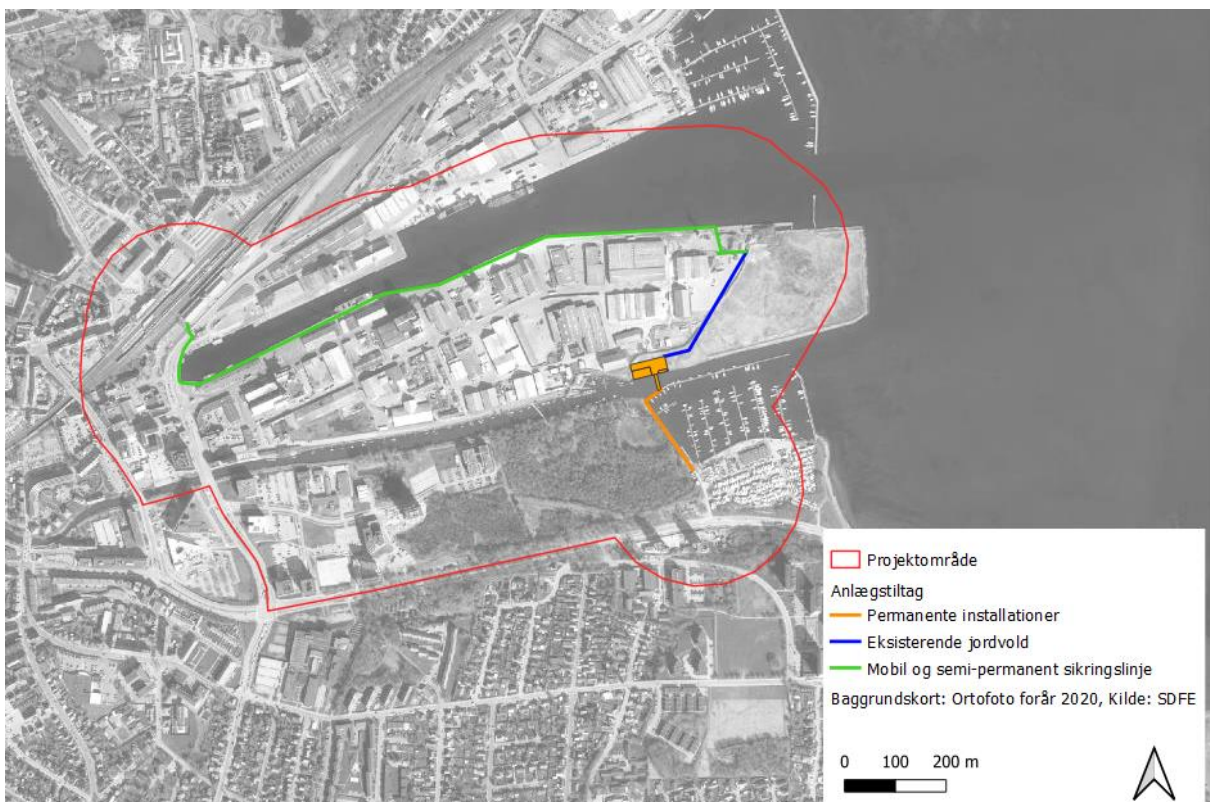 Projektområde
Anlægstiltag
Permanente installationer
Eksisterende jordvold
Mobil og semi-permanent sikringslinje
Baggrundskort: Ortofoto forår 2020, Kilde: SDFE
0 100 200 m